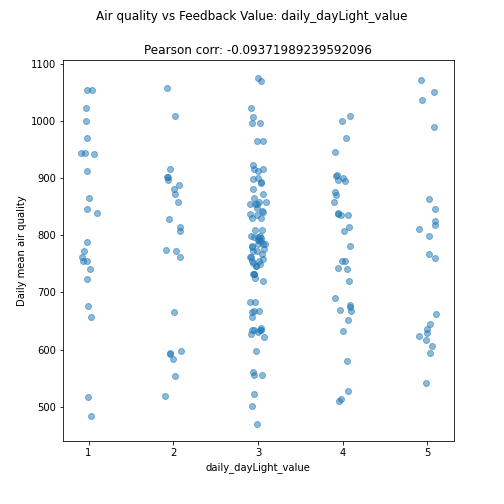 Air quality vs Feedback Value: daily_dayLight_value
Pearson corr: -0.09371989239592096
1100
1000
900
800
700
600
500
Daily mean air quality
1 2 3 4 5
daily_dayLight_value